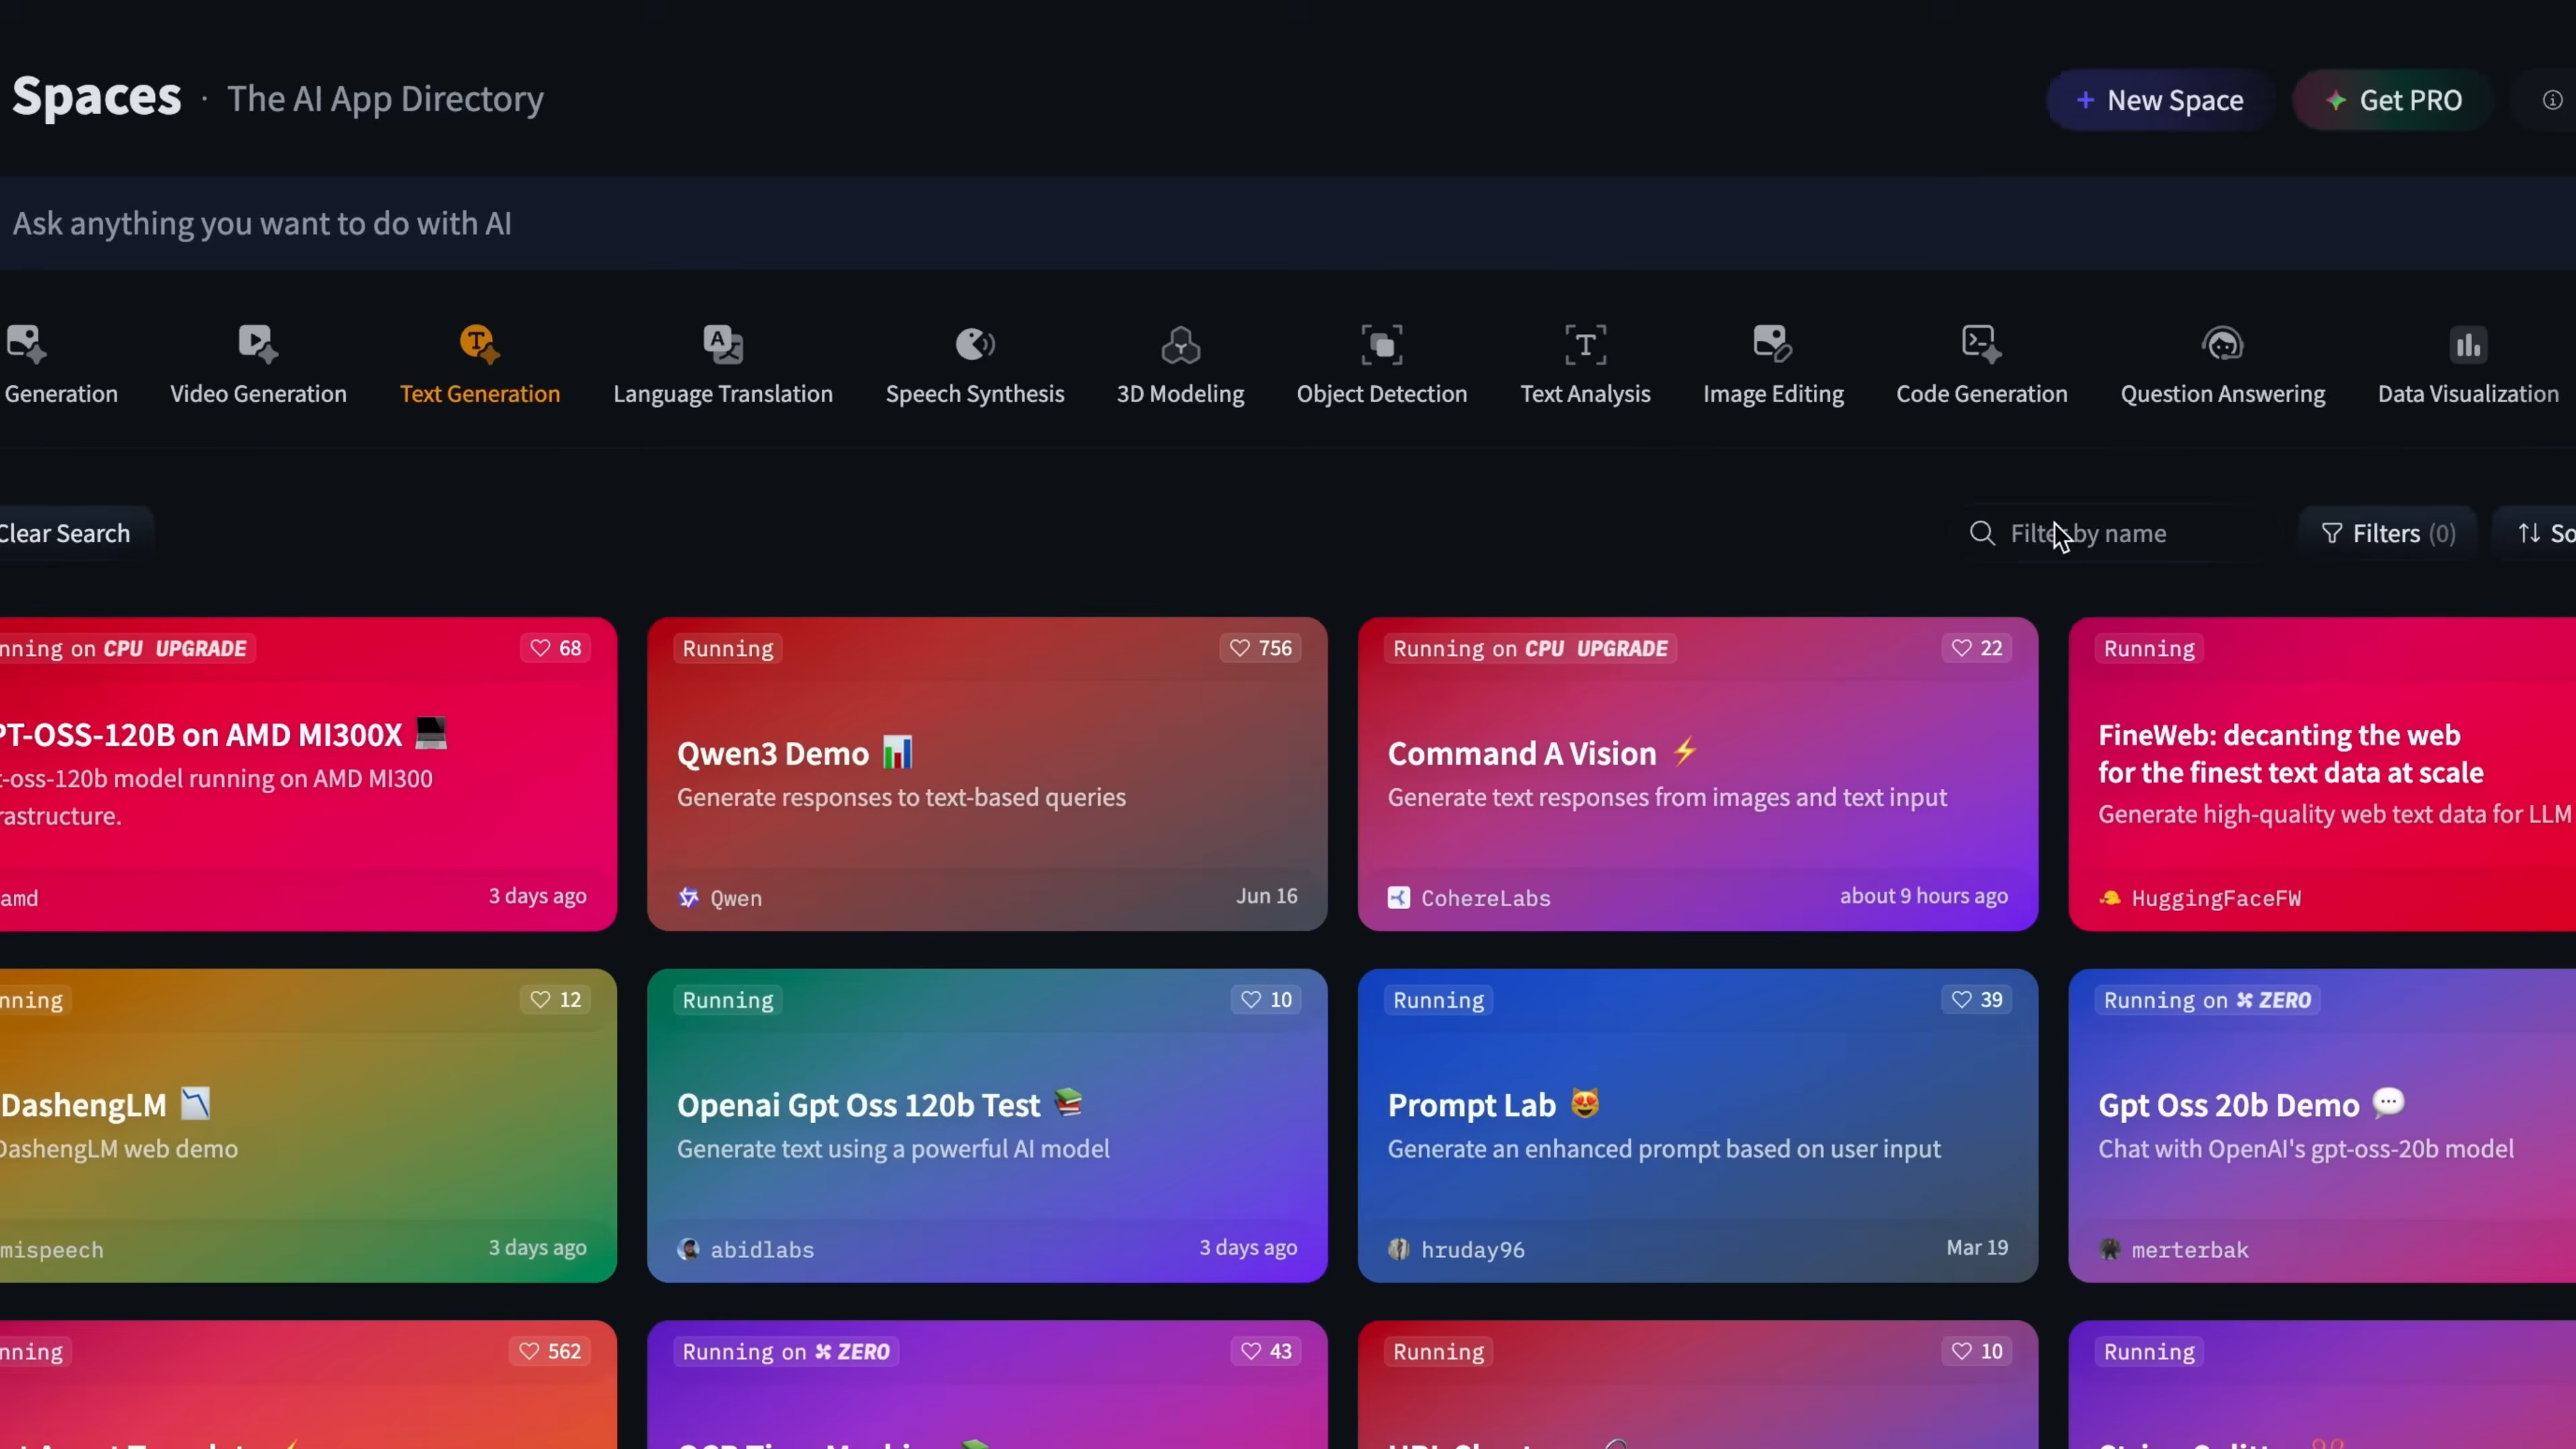 Spaces · The AI App Directory
+ New Space
Get PRO
Ask anything you want to do with AI
Generation
Video Generation
Text Generation
Language Translation
Speech Synthesis
3D Modeling
Object Detection
Text Analysis
Image Editing
Code Generation
Question Answering
Data Visualization
Clear Search
Filter by name
Filters (0)
on CPU UPGRADE
68
on AMD MI300X
model running on AMD MI300
amd
3 days ago
Running
756
Qwen3 Demo
Generate responses to text-based queries
Qwen
Jun 16
Running on CPU UPGRADE
22
Command A Vision
Generate text responses from images and text input
CohereLabs
about 9 hours ago
Running
FineWeb: decanting the web
for the finest text data at scale
Generate high-quality web text data for LLM
HuggingFaceFW
12
DashengLM
DashengLM web demo
mispeech
3 days ago
Running
10
Openai Gpt Oss 120b Test
Generate text using a powerful AI model
abidlabs
3 days ago
Running
39
Prompt Lab
Generate an enhanced prompt based on user input
hruday96
Mar 19
Running on ZERO
Gpt Oss 20b Demo
Chat with OpenAI's gpt-oss-20b model
merterbak
562
Running on ZERO
43
Running
10
Running